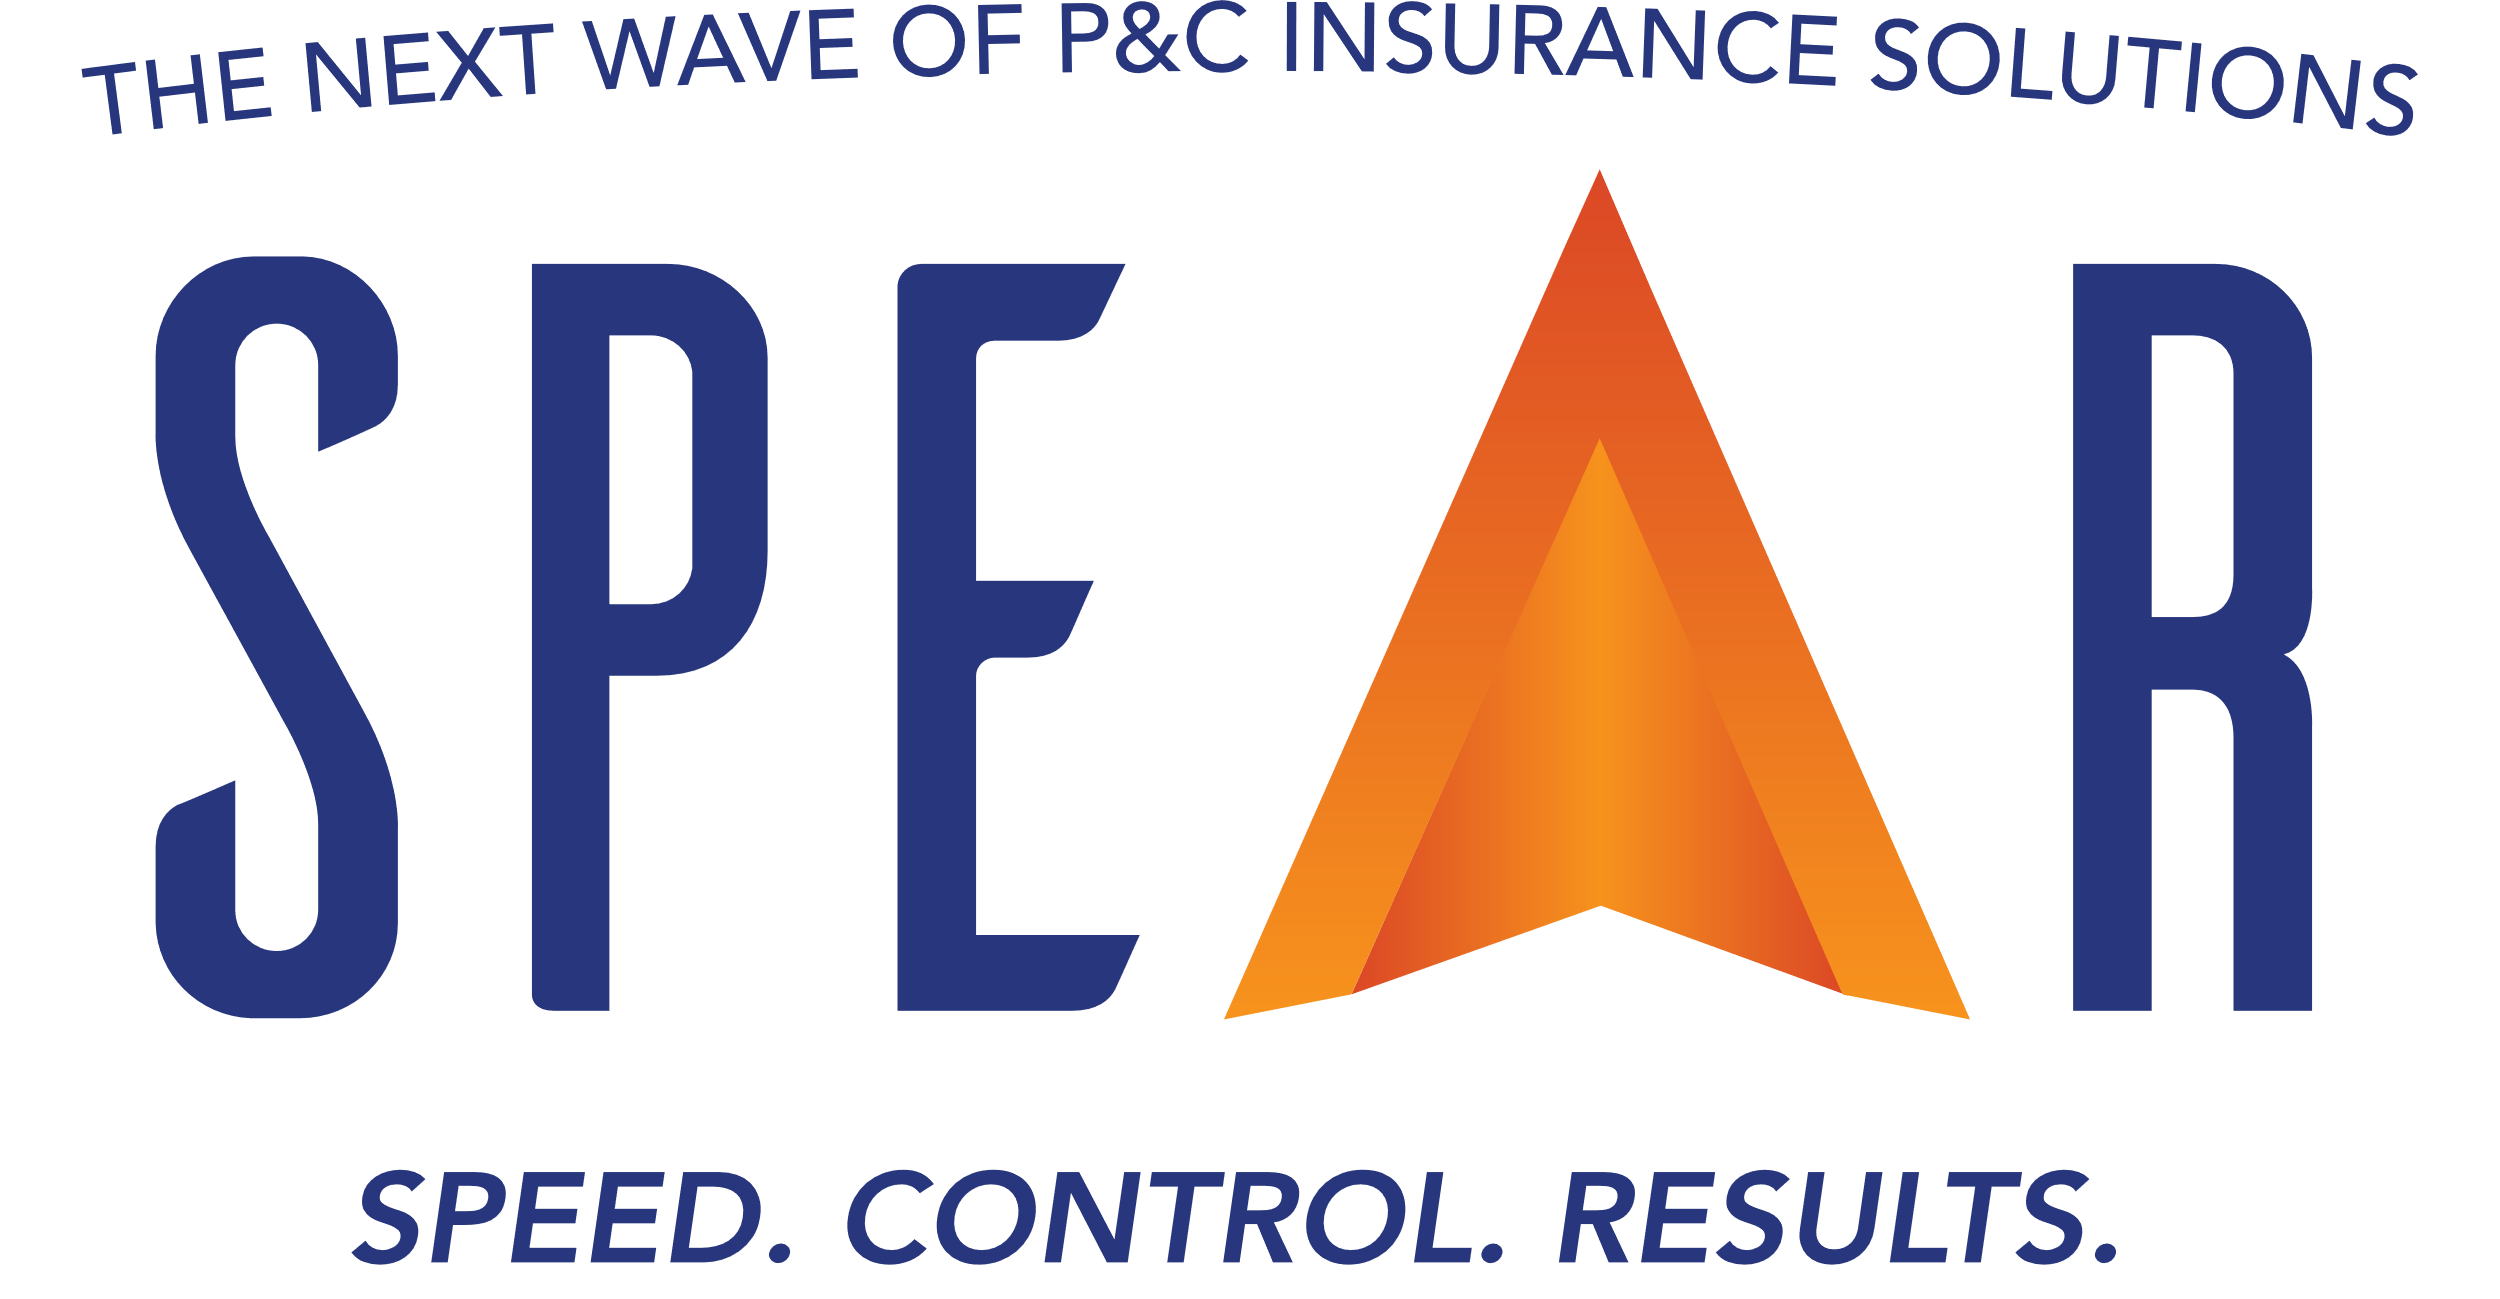 THE NEXT WAVE OF P&C INSURANCE SOLUTIONS
SPEAR
SPEED. CONTROL. RESULTS.